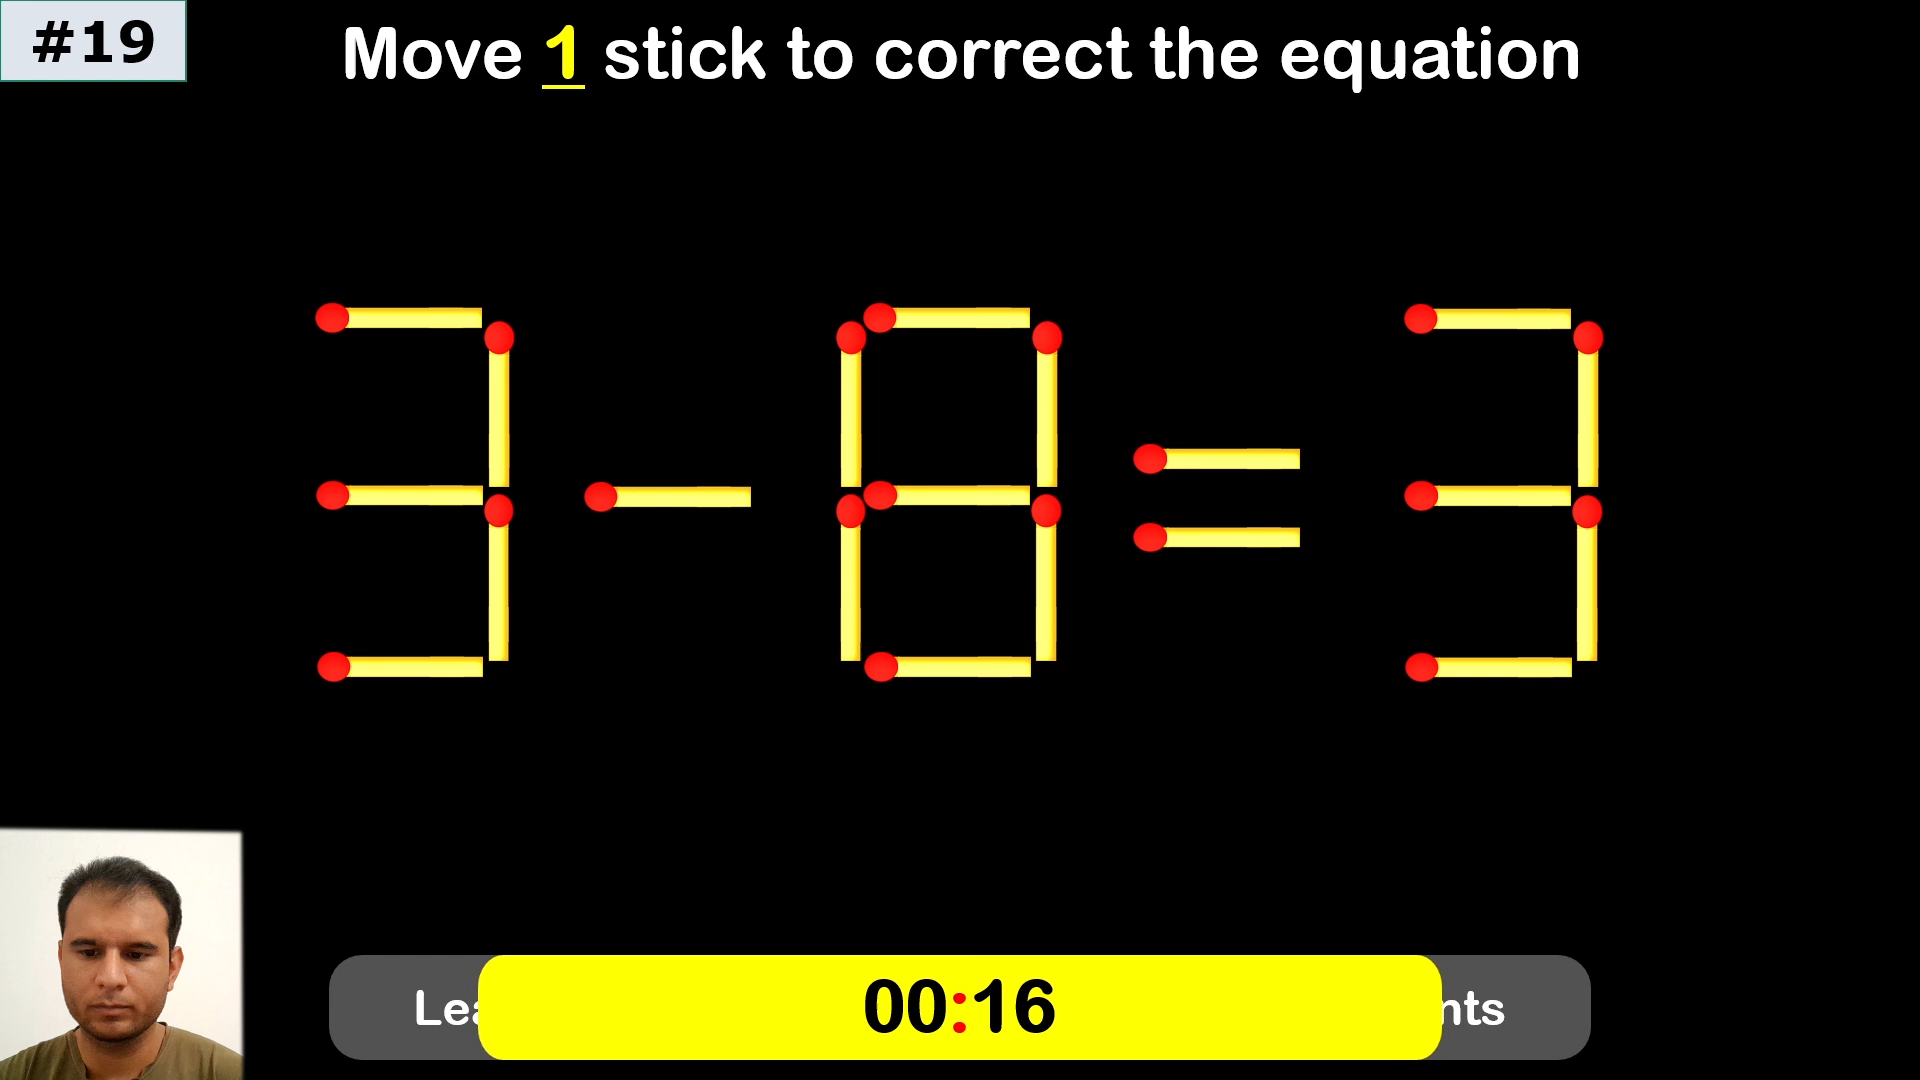 #19
Move 1 stick to correct the equation
3 - 8 = 3
00:16